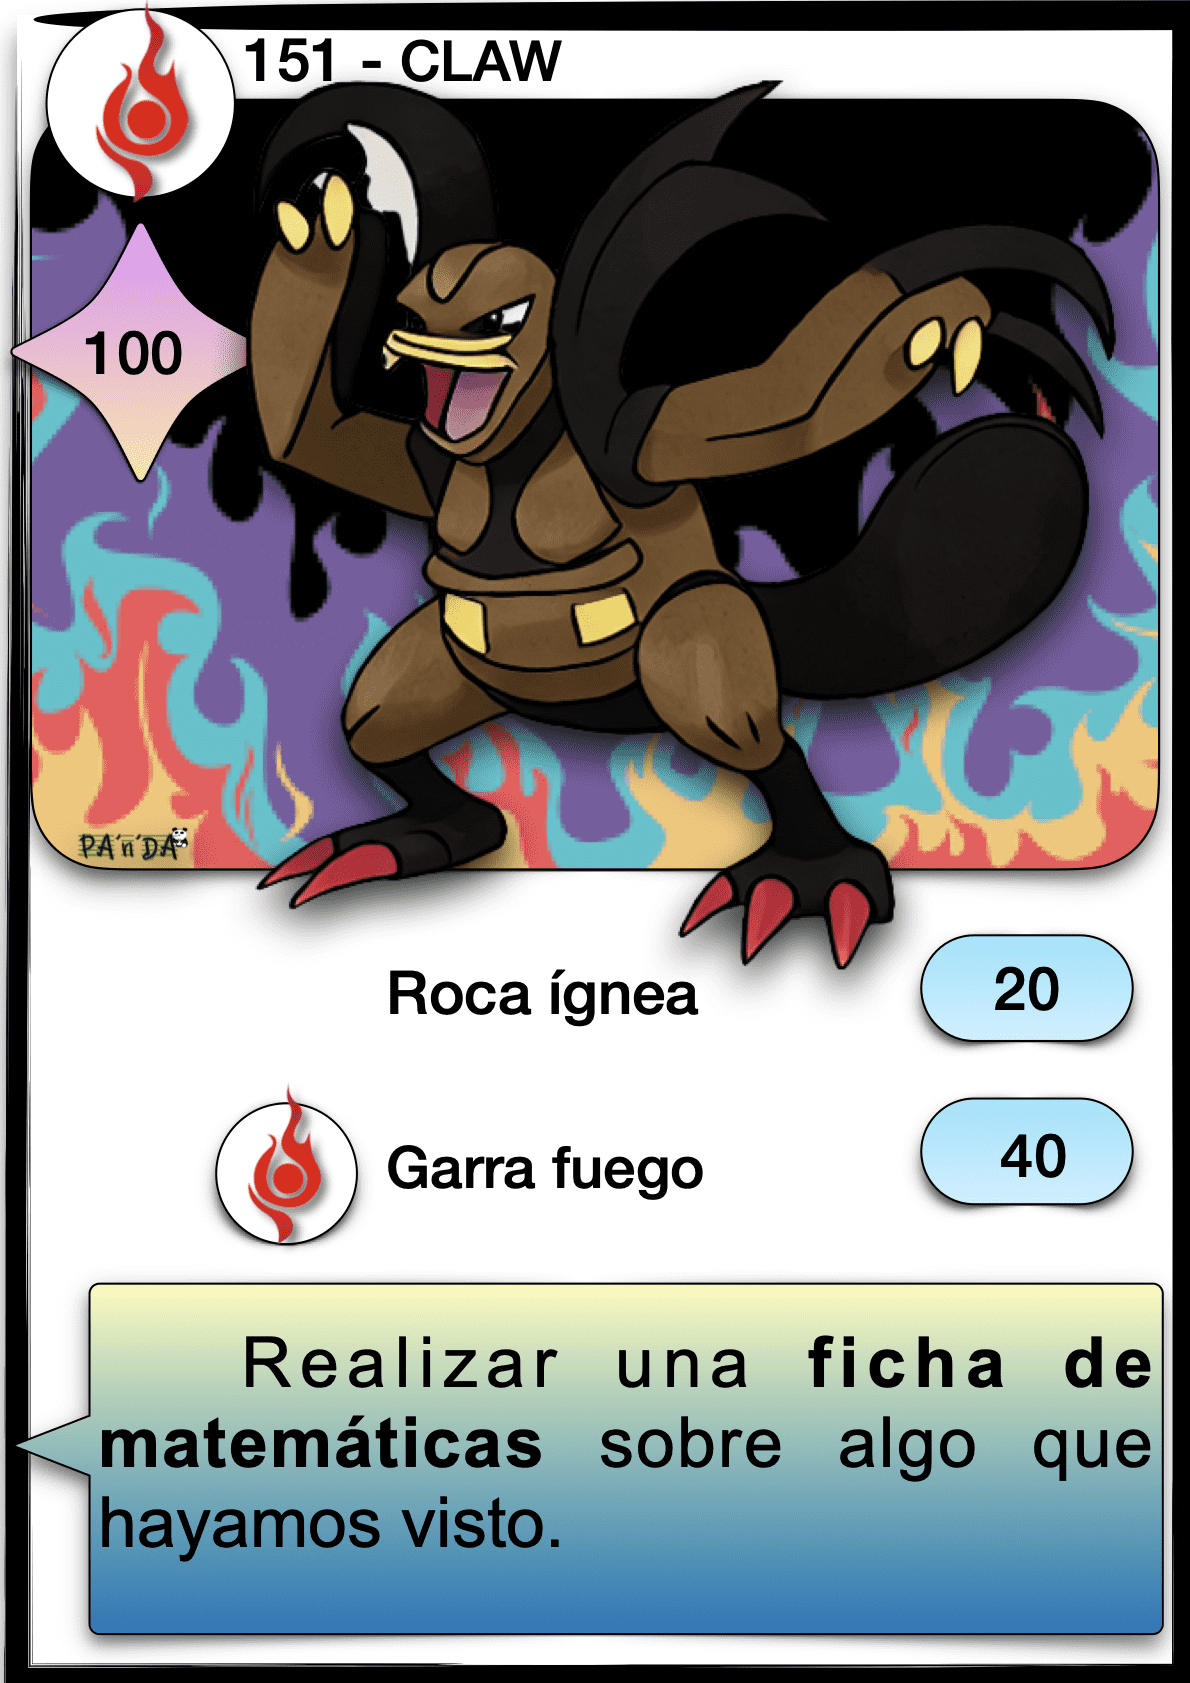 151 - CLAW
100
PA'n'DA
Roca ígnea
20
Garra fuego
40
Realizar una ficha de
matemáticas sobre algo que
hayamos visto.